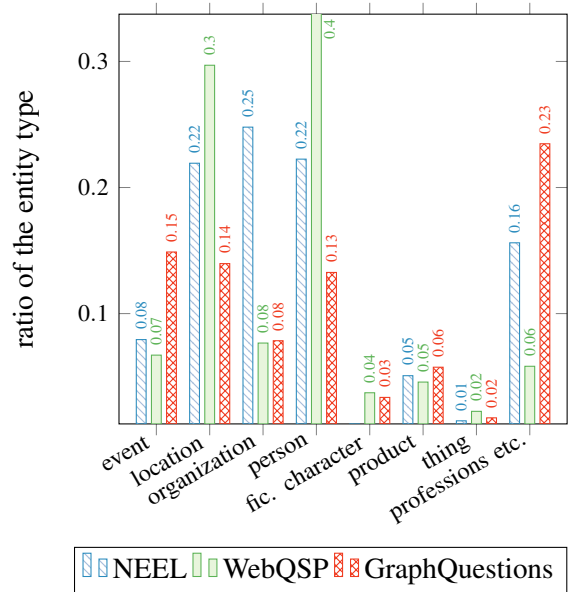 ratio of the entity type
0.3
0.2
0.1
0.08
0.07
0.15
0.22
0.3
0.14
0.25
0.08
0.08
0.22
0.4
0.13
0.04
0.03
0.05
0.05
0.06
0.01
0.02
0.02
0.16
0.06
0.23
event
location
organization
person
fic. character
product
thing
professions etc.
NEEL WebQSP GraphQuestions